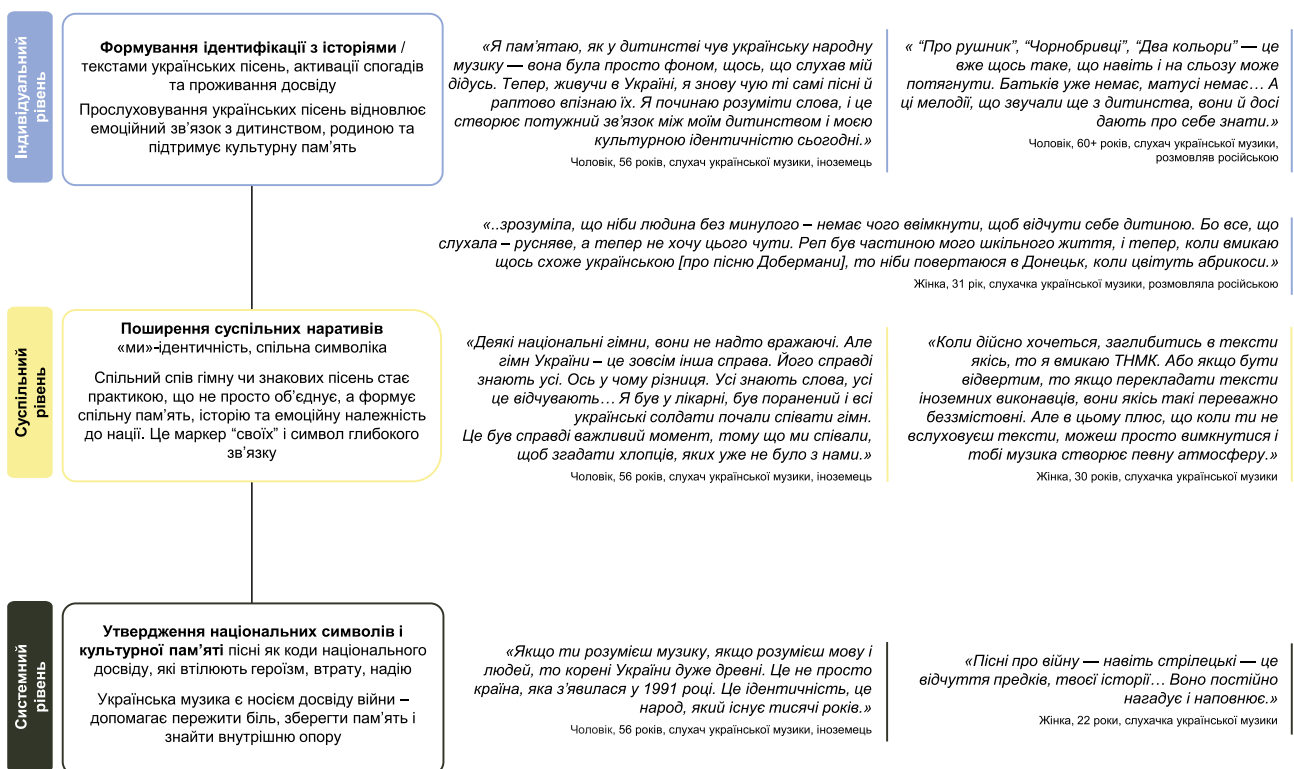 Індивідуальний
рівень
Формування ідентифікації з історіями /
текстами українських пісень, активації спогадів
та проживання досвіду
Прослуховування українських пісень відновлює
емоційний зв’язок з дитинством, родиною та
підтримує культурну пам’ять
«Я пам’ятаю, як у дитинстві чув українську народну
музику — вона була просто фоном, щось, що слухав мій
дідусь. Тепер, живучи в Україні, я знову чую ті самі пісні й
раптово впізнаю їх. Я починаю розуміти слова, і це
створює потужний зв’язок між моїм дитинством і моєю
культурною ідентичністю сьогодні.»
Чоловік, 56 років, слухач української музики, іноземець
« “Про рушник”, “Чорнобривці”, “Два кольори” — це
вже щось таке, що навіть і на сльозу може
потягнути. Батьків уже немає, матусі немає… А
ці мелодії, що звучали ще з дитинства, вони й досі
дають про себе знати.»
Чоловік, 60+ років, слухач української музики,
розмовляв російською
«..зрозуміла, що ніби людина без минулого – немає чого ввімкнути, щоб відчути себе дитиною. Бо все, що
слухала – русняве, а тепер не хочу цього чути. Реп був частиною мого шкільного життя, і тепер, коли вмикаю
щось схоже українською [про пісню Добермани], то ніби повертаюся в Донецьк, коли цвітуть абрикоси.»
Жінка, 31 рік, слухачка української музики, розмовляла російською
Суспільний
рівень
Поширення суспільних наративів
«ми»-ідентичність, спільна символіка
Спільний спів гімну чи знакових пісень стає
практикою, що не просто об’єднує, а формує
спільну пам’ять, історію та емоційну належність
до нації. Це маркер “своїх” і символ глибокого
зв’язку
«Деякі національні гімни, вони не надто вражаючі. Але
гімн України – це зовсім інша справа. Його справді
знають усі. Ось у чому різниця. Усі знають слова, усі
це відчувають… Я був у лікарні, був поранений і всі
українські солдати почали співати гімн.
Це був справді важливий момент, тому що ми співали,
щоб згадати хлопців, яких уже не було з нами.»
Чоловік, 56 років, слухач української музики, іноземець
«Коли дійсно хочеться, заглибитись в тексти
якісь, то я вмикаю ТНМК. Або якщо бути
відвертим, то якщо перекладати тексти
іноземних виконавців, вони якісь такі переважно
беззмістовні. Але в цьому плюс, що коли ти не
вслуховуєш тексти, можеш просто вимкнутися і
тобі музика створює певну атмосферу.»
Жінка, 30 років, слухачка української музики
Системний
рівень
Утвердження національних символів і
культурної пам’яті пісні як коди національного
досвіду, які втілюють героїзм, втрату, надію
Українська музика є носієм досвіду війни –
допомагає пережити біль, зберегти пам’ять і
знайти внутрішню опору
«Якщо ти розумієш музику, якщо розумієш мову і
людей, то корені України дуже древні. Це не просто
країна, яка з’явилася у 1991 році. Це ідентичність, це
народ, який існує тисячі років.»
Чоловік, 56 років, слухач української музики, іноземець
«Пісні про війну — навіть стрілецькі — це
відчуття предків, твоєї історії… Воно постійно
нагадує і наповнює.»
Жінка, 22 роки, слухачка української музики